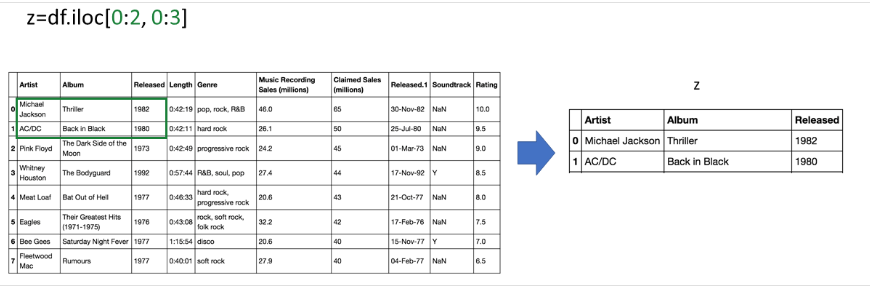 z=df.iloc[0:2, 0:3]
Artist Album Released Length Genre Music Recording Sales (millions) Claimed Sales (millions) Released.1 Soundtrack Rating
0 Michael Jackson Thriller 1982 0:42:19 pop, rock, R&B 46.0 65 30-Nov-82 NaN 10.0
1 AC/DC Back in Black 1980 0:42:11 hard rock 26.1 50 25-Jul-80 NaN 9.5
2 Pink Floyd The Dark Side of the Moon 1973 0:42:49 progressive rock 24.2 45 01-Mar-73 NaN 9.0
3 Whitney Houston The Bodyguard 1992 0:57:44 R&B, soul, pop 27.4 44 17-Nov-92 Y 8.5
4 Meat Loaf Bat Out of Hell 1977 0:46:33 hard rock, progressive rock 20.6 43 21-Oct-77 NaN 8.0
5 Eagles Their Greatest Hits (1971-1975) 1976 0:43:08 rock, soft rock, folk rock 32.2 42 17-Feb-76 NaN 7.5
6 Bee Gees Saturday Night Fever 1977 1:15:54 disco 20.6 40 15-Nov-77 Y 7.0
7 Fleetwood Mac Rumours 1977 0:40:01 soft rock 27.9 40 04-Feb-77 NaN 6.5
z
Artist Album Released
0 Michael Jackson Thriller 1982
1 AC/DC Back in Black 1980